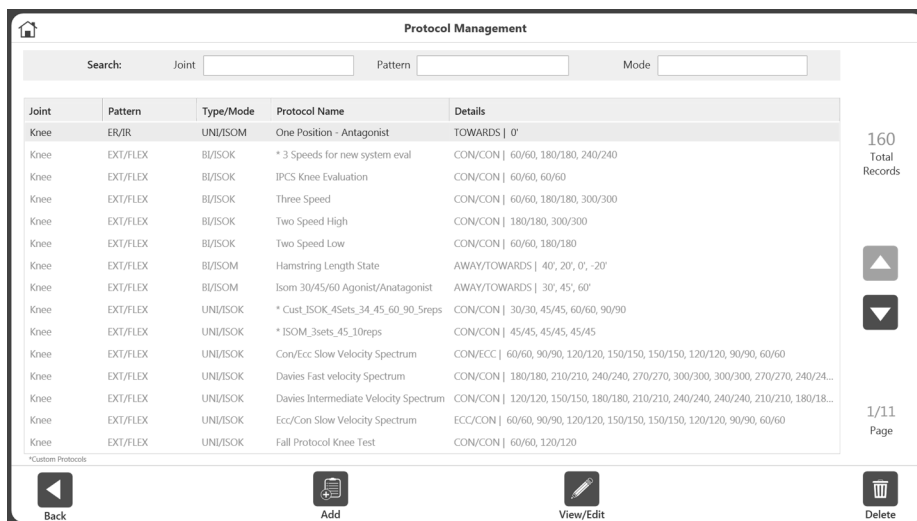 Protocol Management
Search: Joint Pattern Mode
Joint Pattern Type/Mode Protocol Name Details
Knee ER/IR UNI/ISOM One Position - Antagonist TOWARDS | 0'
Knee EXT/FLEX BI/ISOK * 3 Speeds for new system eval CON/CON | 60/60, 180/180, 240/240
Knee EXT/FLEX BI/ISOK IPCS Knee Evaluation CON/CON | 60/60, 60/60
Knee EXT/FLEX BI/ISOK Three Speed CON/CON | 60/60, 180/180, 300/300
Knee EXT/FLEX BI/ISOK Two Speed High CON/CON | 180/180, 300/300
Knee EXT/FLEX BI/ISOK Two Speed Low CON/CON | 60/60, 180/180
Knee EXT/FLEX BI/ISOM Hamstring Length State AWAY/TOWARDS | 40', 20', 0', -20'
Knee EXT/FLEX BI/ISOM Isom 30/45/60 Agonist/Anatagonist AWAY/TOWARDS | 30', 45', 60'
Knee EXT/FLEX UNI/ISOK * Cust_ISOK_4Sets_34_45_60_90_5reps CON/CON | 30/30, 45/45, 60/60, 90/90
Knee EXT/FLEX UNI/ISOK * ISOM_3sets_45_10reps CON/CON | 45/45, 45/45, 45/45
Knee EXT/FLEX UNI/ISOK Con/Ecc Slow Velocity Spectrum CON/ECC | 60/60, 90/90, 120/120, 150/150, 150/150, 120/120, 90/90, 60/60
Knee EXT/FLEX UNI/ISOK Davies Fast velocity Spectrum CON/CON | 180/180, 210/210, 240/240, 270/270, 300/300, 300/300, 270/270, 240/24...
Knee EXT/FLEX UNI/ISOK Davies Intermediate Velocity Spectrum CON/CON | 120/120, 150/150, 180/180, 210/210, 240/240, 240/240, 210/210, 180/18...
Knee EXT/FLEX UNI/ISOK Ecc/Con Slow Velocity Spectrum ECC/CON | 60/60, 90/90, 120/120, 150/150, 150/150, 120/120, 90/90, 60/60
Knee EXT/FLEX UNI/ISOK Fall Protocol Knee Test CON/CON | 60/60, 120/120
*Custom Protocols
160
Total
Records
1/11
Page
Back Add View/Edit Delete